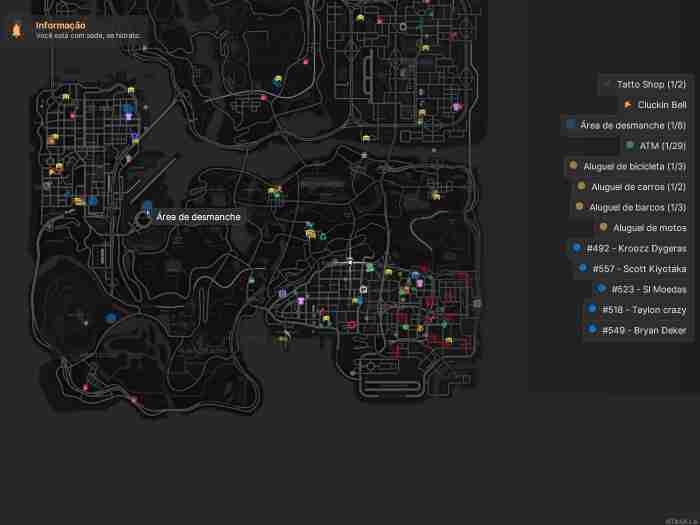 Informação
Você está com sede, se hidrate.
Tatto Shop (1/2)
Cluckin Bell
Área de desmanche (1/6)
ATM (1/29)
Aluguel de bicicleta (1/3)
Aluguel de carros (1/2)
Aluguel de barcos (1/3)
Área de desmanche
Aluguel de motos
#492 - Kroozz Dygeras
#557 - Scott Kiyotaka
#523 - Sl Moedas
#518 - Taylon crazy
#549 - Bryan Deker